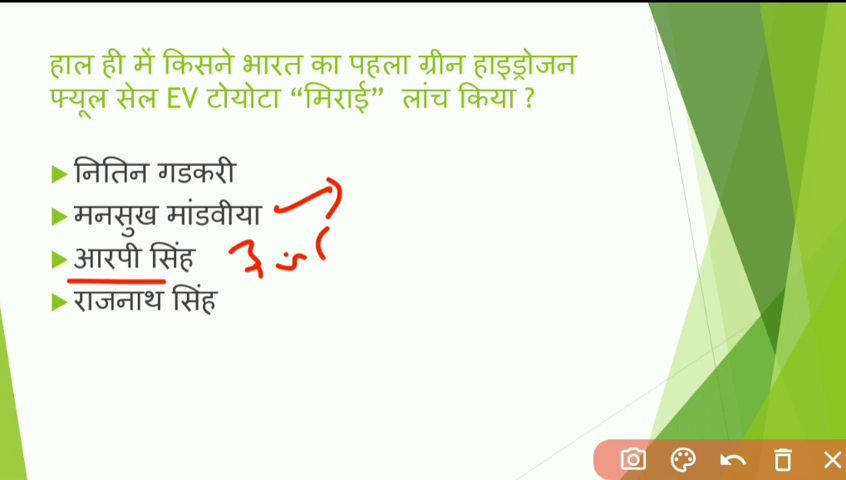 हाल ही में किसने भारत का पहला ग्रीन हाइड्रोजन
फ्यूल सेल EV टोयोटा “मिराई” लांच किया ?
नितिन गडकरी
मनसुख मांडवीया
आरपी सिंह
राजनाथ सिंह